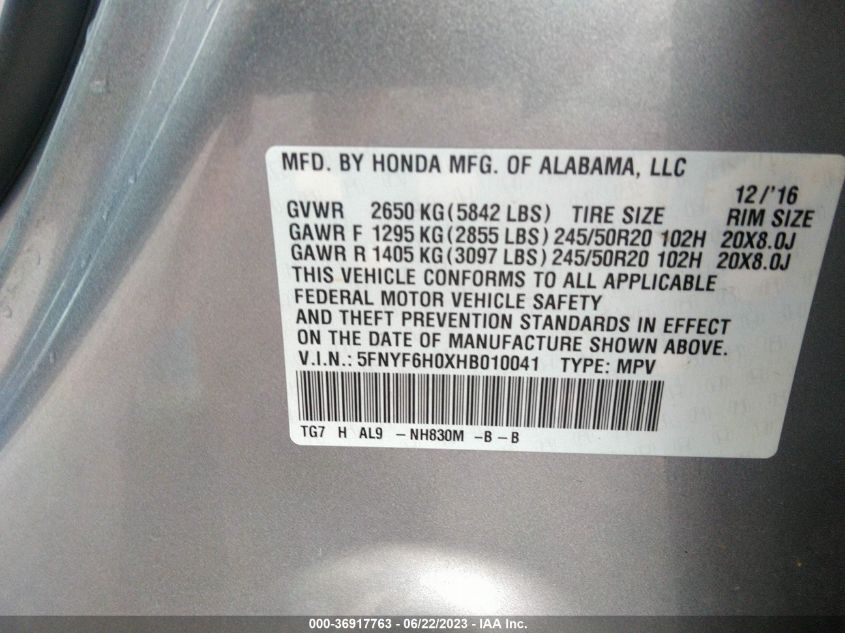 MFD. BY HONDA MFG. OF ALABAMA, LLC
12/'16
GVWR 2650 KG(5842 LBS) TIRE SIZE RIM SIZE
GAWR F 1295 KG(2855 LBS) 245/50R20 102H 20X8.0J
GAWR R 1405 KG(3097 LBS) 245/50R20 102H 20X8.0J
THIS VEHICLE CONFORMS TO ALL APPLICABLE
FEDERAL MOTOR VEHICLE SAFETY
AND THEFT PREVENTION STANDARDS IN EFFECT
ON THE DATE OF MANUFACTURE SHOWN ABOVE.
V.I.N.: 5FNYF6H0XHB010041 TYPE: MPV
TG7 H AL9 -NH830M -B-B
000-36917763 - 06/22/2023 - IAA Inc.